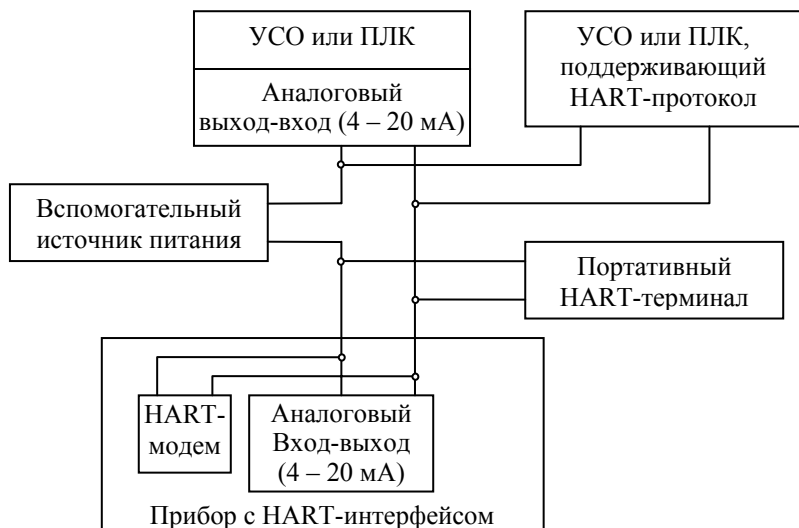 УСО или ПЛК
Аналоговый
выход-вход (4 – 20 мА)
УСО или ПЛК,
поддерживающий
HART-протокол
Вспомогательный
источник питания
Портативный
HART-терминал
HART-
модем
Аналоговый
Вход-выход
(4 – 20 мА)
Прибор с HART-интерфейсом